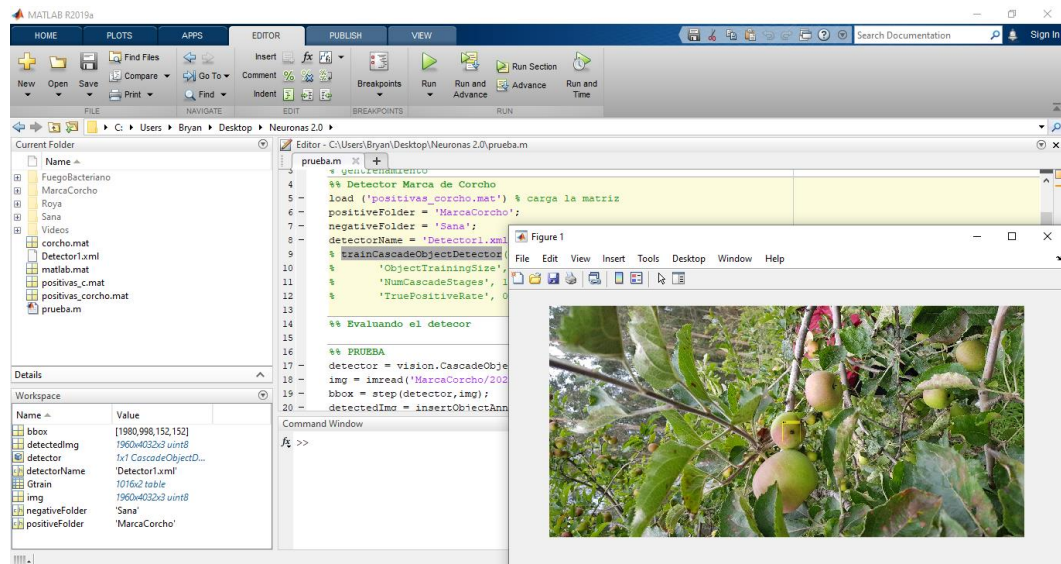 MATLAB R2019a
HOME PLOTS APPS EDITOR PUBLISH VIEW
Search Documentation
Sign In
New Open Save
Find Files
Compare
Print
FILE
Go To
Find
NAVIGATE
Insert fx
Comment
Indent
EDIT
Breakpoints
BREAKPOINTS
Run
Run and Advance
Run Section
Advance
Run and Time
RUN
C: Users Bryan Desktop Neuronas 2.0
Current Folder
Name
FuegoBacteriano
MarcaCorcho
Roya
Sana
Videos
corcho.mat
Detector1.xml
matlab.mat
positivas_c.mat
positivas_corcho.mat
prueba.m
Details
Workspace
Name Value
bbox [1980,998,152,152]
detectedImg 1960x4032x3 uint8
detector 1x1 CascadeObjectD...
detectorName 'Detector1.xml'
Gtrain 1016x2 table
img 1960x4032x3 uint8
negativeFolder 'Sana'
positiveFolder 'MarcaCorcho'
Editor - C:\Users\Bryan\Desktop\Neuronas 2.0\prueba.m
prueba.m
4 %% Detector Marca de Corcho
5 - load ('positivas_corcho.mat') % carga la matriz
6 - positiveFolder = 'MarcaCorcho';
7 - negativeFolder = 'Sana';
8 - detectorName = 'Detector1.xml
9 % trainCascadeObjectDetector(
10 % 'ObjectTrainingSize',
11 % 'NumCascadeStages', 1
12 % 'TruePositiveRate', 0
13
14 %% Evaluando el detecor
15
16 %% PRUEBA
17 - detector = vision.CascadeObje
18 - img = imread('MarcaCorcho/202
19 - bbox = step(detector,img);
20 - detectedImg = insertObjectAnn
Command Window
fx >>
Figure 1
File Edit View Insert Tools Desktop Window Help